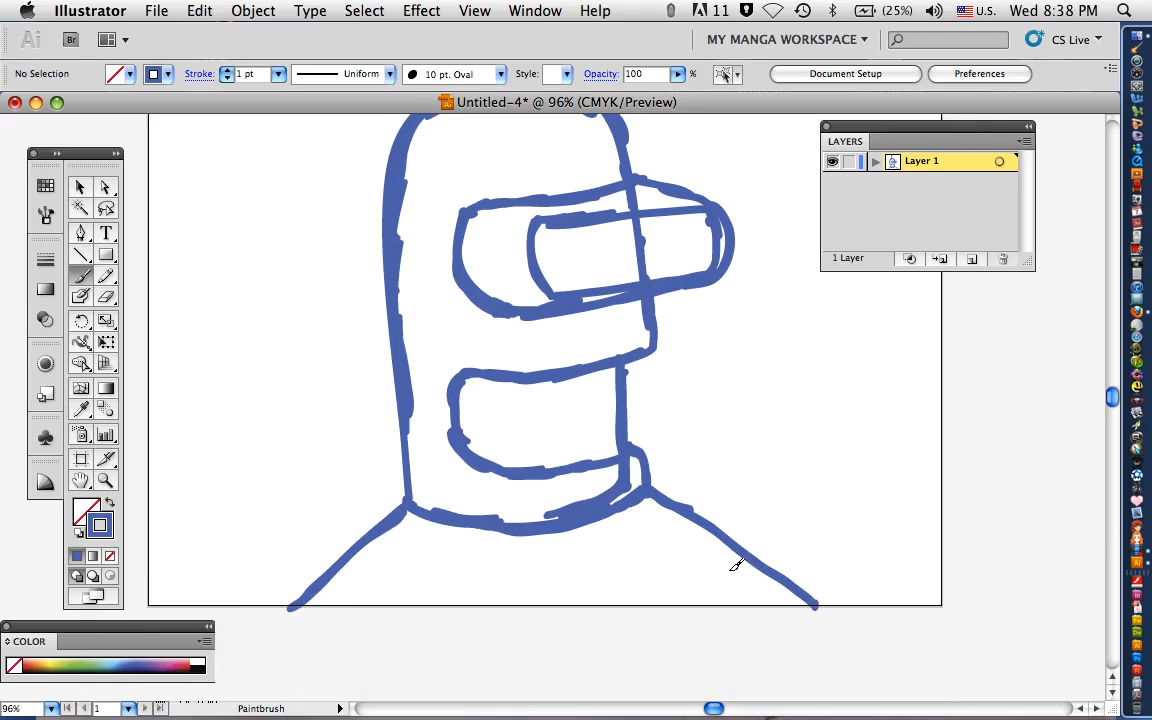 Illustrator File Edit Object Type Select Effect View Window Help 11 (25%) U.S. Wed 8:38 PM
Ai Br MY MANGA WORKSPACE CS Live
No Selection Stroke: 1 pt Uniform 10 pt. Oval Style: Opacity: 100 % Document Setup Preferences
Untitled-4* @ 96% (CMYK/Preview)
LAYERS
Layer 1
1 Layer
T
COLOR
96% 1 Paintbrush